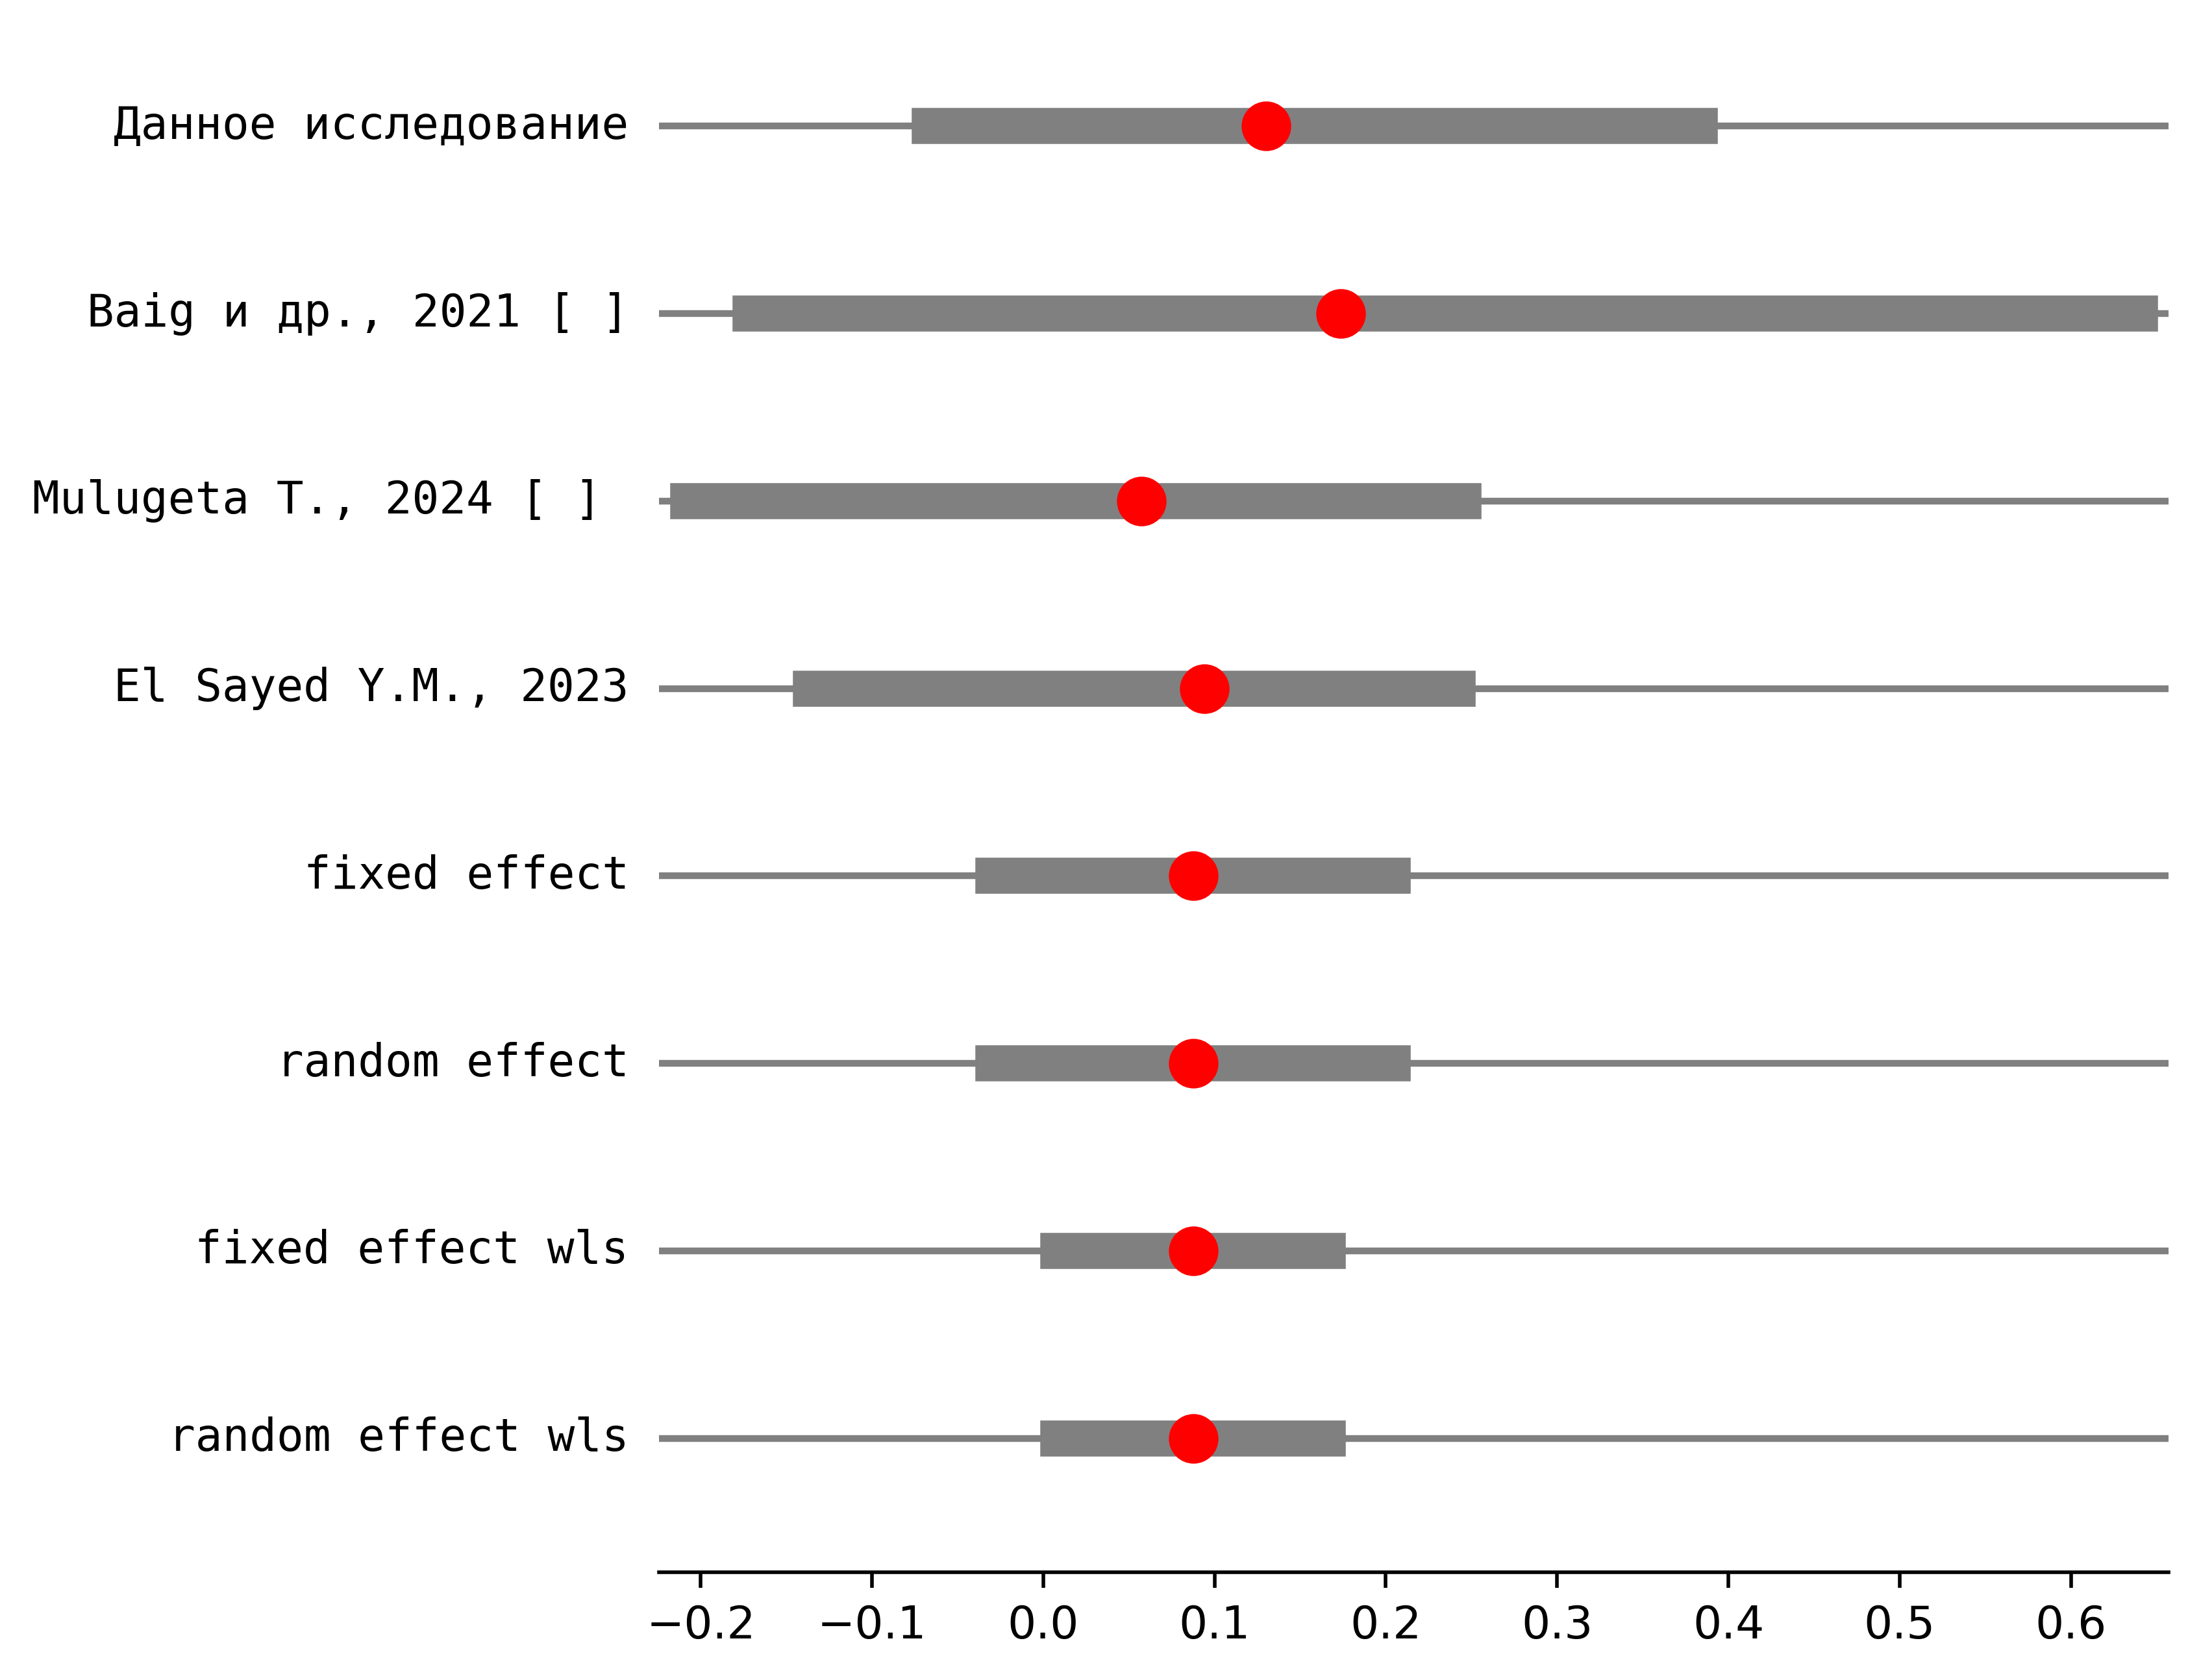 Данное исследование
Baig и др., 2021 [ ]
Mulugeta T., 2024 [ ]
El Sayed Y.M., 2023
fixed effect
random effect
fixed effect wls
random effect wls
−0.2 −0.1 0.0 0.1 0.2 0.3 0.4 0.5 0.6